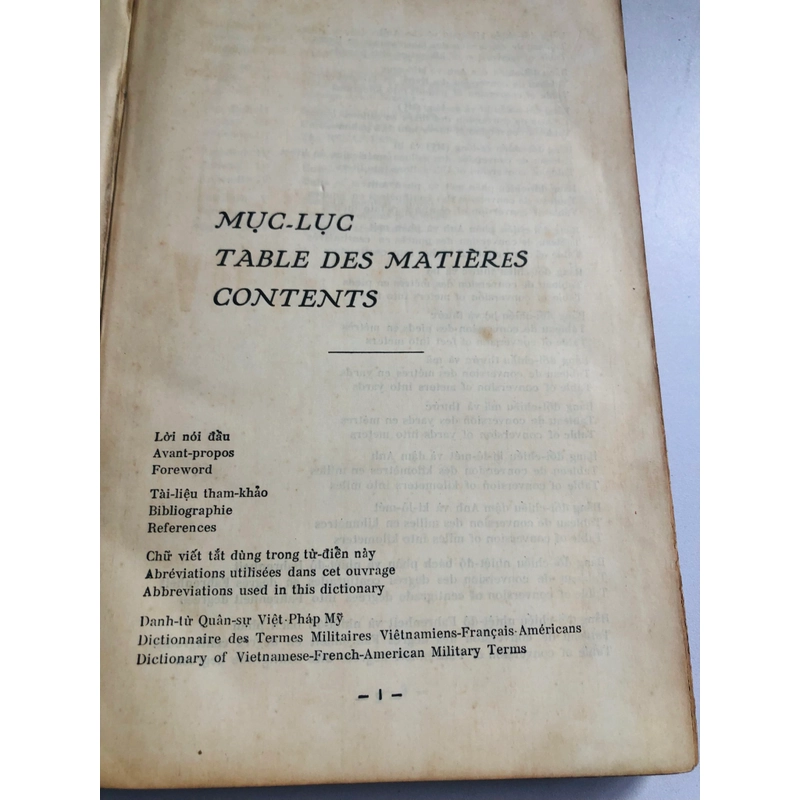 MỤC-LỤC
TABLE DES MATIÈRES
CONTENTS
Lời nói đầu
Avant-propos
Foreword
Tài-liệu tham-khảo
Bibliographie
References
Chữ viết tắt dùng trong từ-điển này
Abréviations utilisées dans cet ouvrage
Abbreviations used in this dictionary
Danh-từ Quân-sự Việt-Pháp Mỹ
Dictionnaire des Termes Militaires Viêtnamiens-Français-Américans
Dictionary of Vietnamese-French-American Military Terms
– 1 –